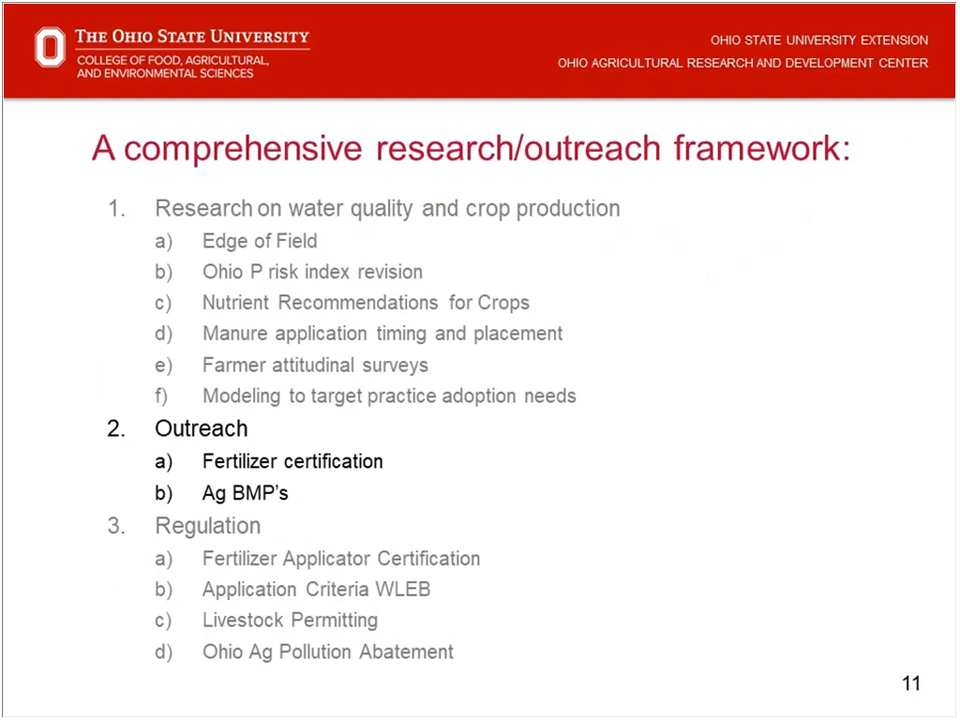 THE OHIO STATE UNIVERSITY
COLLEGE OF FOOD, AGRICULTURAL,
AND ENVIRONMENTAL SCIENCES
OHIO STATE UNIVERSITY EXTENSION
OHIO AGRICULTURAL RESEARCH AND DEVELOPMENT CENTER
A comprehensive research/outreach framework:
1. Research on water quality and crop production
a) Edge of Field
b) Ohio P risk index revision
c) Nutrient Recommendations for Crops
d) Manure application timing and placement
e) Farmer attitudinal surveys
f) Modeling to target practice adoption needs
2. Outreach
a) Fertilizer certification
b) Ag BMP's
3. Regulation
a) Fertilizer Applicator Certification
b) Application Criteria WLEB
c) Livestock Permitting
d) Ohio Ag Pollution Abatement
11